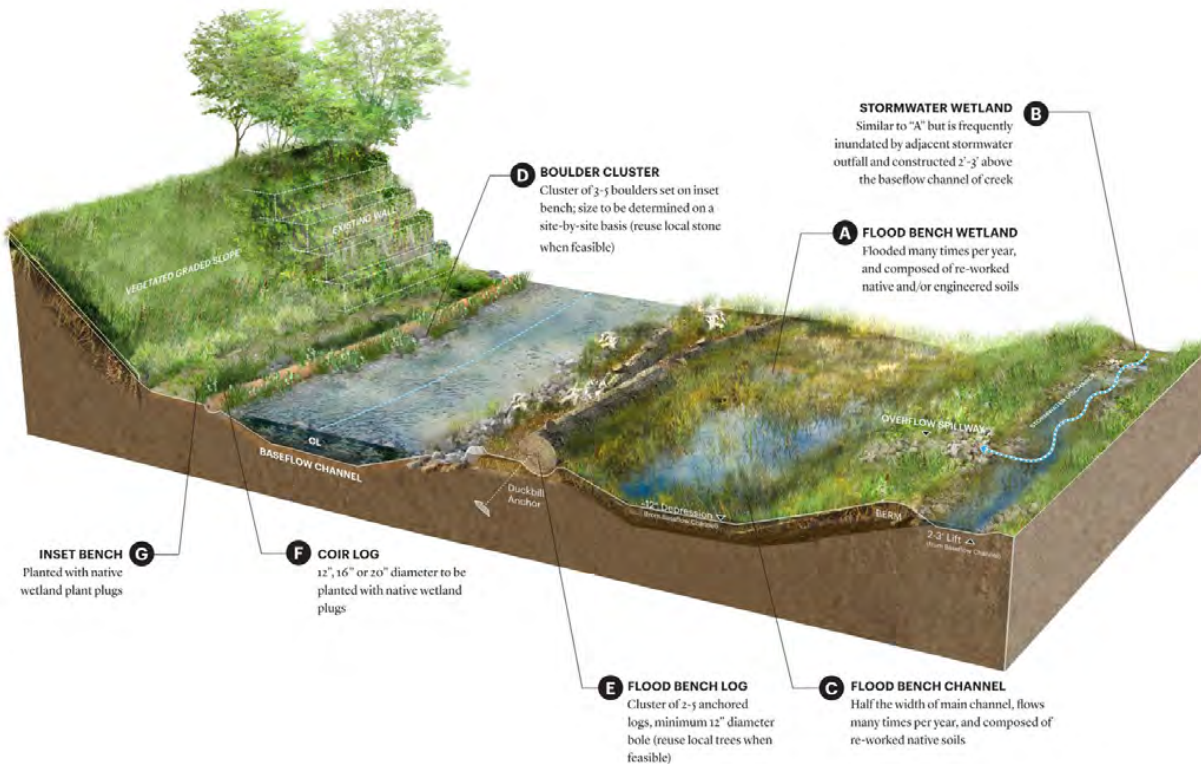 STORMWATER WETLAND B
Similar to "A" but is frequently
inundated by adjacent stormwater
outfall and constructed 2'-3' above
the baseflow channel of creek
D BOULDER CLUSTER
Cluster of 3-5 boulders set on inset
bench; size to be determined on a
site-by-site basis (reuse local stone
when feasible)
A FLOOD BENCH WETLAND
Flooded many times per year,
and composed of re-worked
native and/or engineered soils
EXISTING WALL
VEGETATED GRADED SLOPE
OVERFLOW SPILLWAY
CL
BASEFLOW CHANNEL
Duckbill
Anchor
12" Depression
(from Baseflow Channel)
BERM
2-3' Lift
(from Baseflow Channel)
INSET BENCH G
Planted with native
wetland plant plugs
F COIR LOG
12", 16" or 20" diameter to be
planted with native wetland
plugs
E FLOOD BENCH LOG
Cluster of 2-5 anchored
logs, minimum 12" diameter
bole (reuse local trees when
feasible)
C FLOOD BENCH CHANNEL
Half the width of main channel, flows
many times per year, and composed of
re-worked native soils